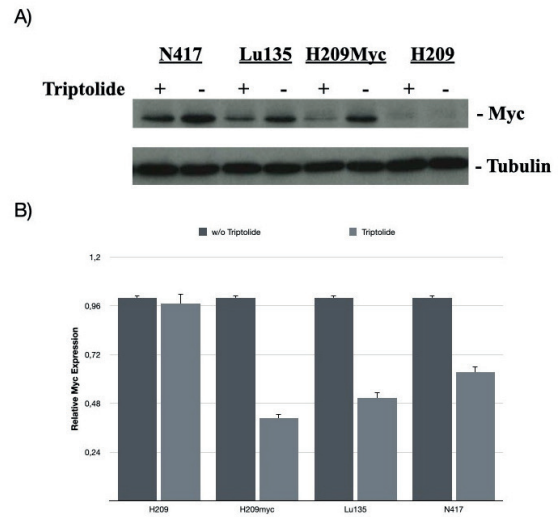 A)
N417 Lu135 H209Myc H209
Triptolide + - + - + - + -
- Myc
- Tubulin
B)
w/o Triptolide Triptolide
1,2
0,96
0,72
0,48
0,24
Relative Myc Expression
H209 H209myc Lu135 N417